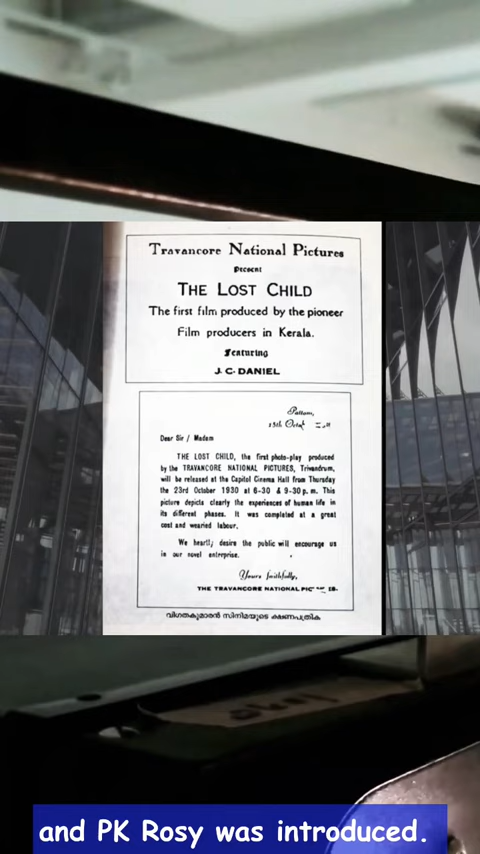 Travancore National Pictures
Present
THE LOST CHILD
The first film produced by the pioneer
Film producers in Kerala.
Featuring
J. C. DANIEL
Pattom,
Dear Sir / Madam
THE LOST CHILD, the first photo-play produced
by the TRAVANCORE NATIONAL PICTURES, Trivandrum,
will be released at the Capitol Cinema Hall from Thursday
the 23rd October 1930 at 6-30 & 9-30 p. m. This
picture depicts clearly the experiences of human life in
its different phases. It was completed at a great
cost and wearied labour.
We heartily desire the public will encourage us
in our novel enterprise.
Yours faithfully,
THE TRAVANCORE NATIONAL
വിഗതകുമാരൻ സിനിമയുടെ ക്ഷണപത്രിക
and PK Rosy was introduced.